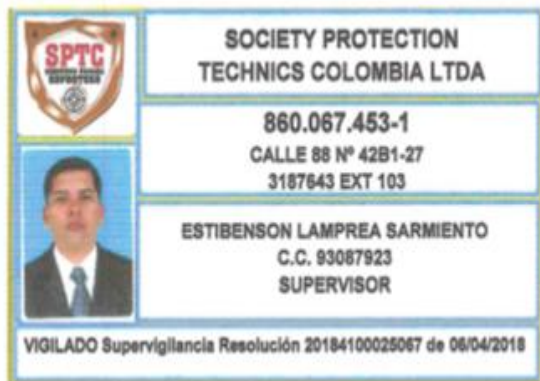 SPTC
SOCIETY PROTECTION
TECHNICS COLOMBIA LTDA
860.067.453-1
CALLE 88 Nº 42B1-27
3187643 EXT 103
ESTIBENSON LAMPREA SARMIENTO
C.C. 93087923
SUPERVISOR
VIGILADO Supervigilancia Resolución 20184100025067 de 06/04/2018